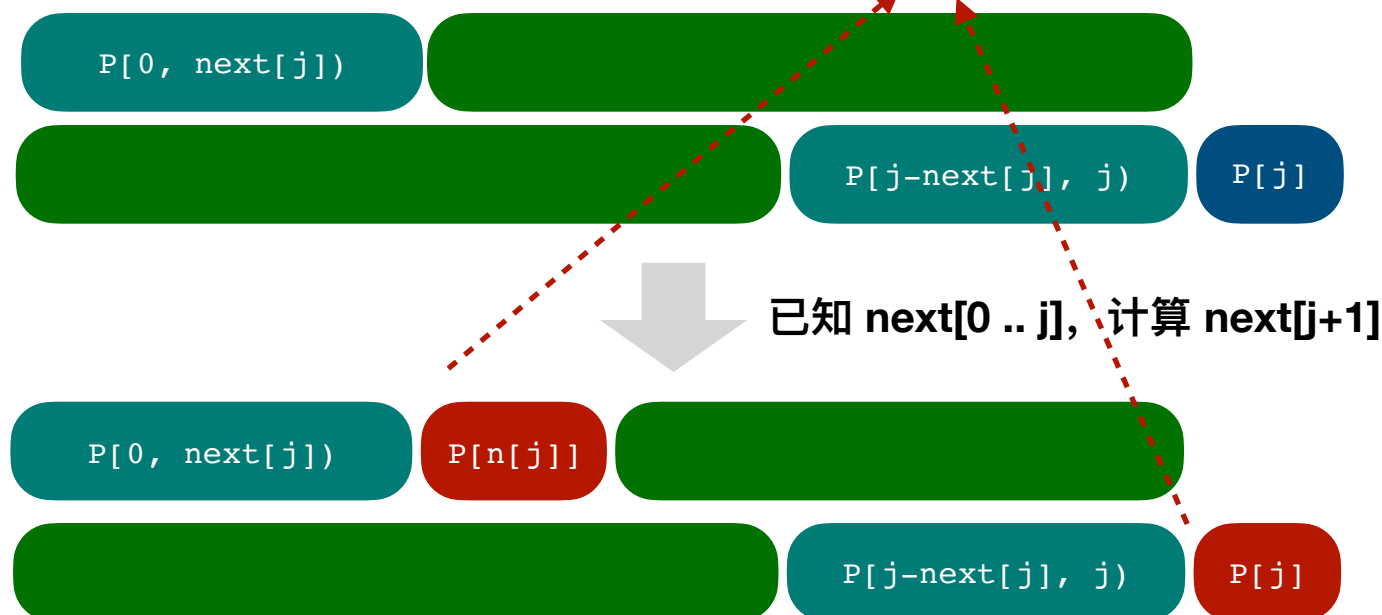 P[0, next[j])
P[j-next[j], j) P[j]
已知 next[0 .. j]，计算 next[j+1]
P[0, next[j]) P[n[j]]
P[j-next[j], j) P[j]